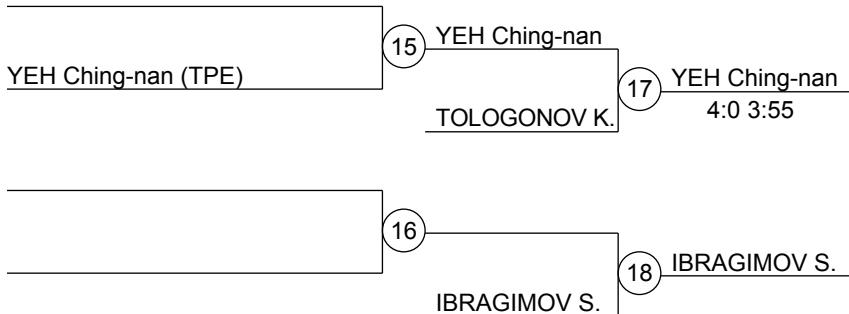 15 YEH Ching-nan
YEH Ching-nan (TPE)
17 YEH Ching-nan
TOLOGONOV K.
4:0 3:55
16
18 IBRAGIMOV S.
IBRAGIMOV S.